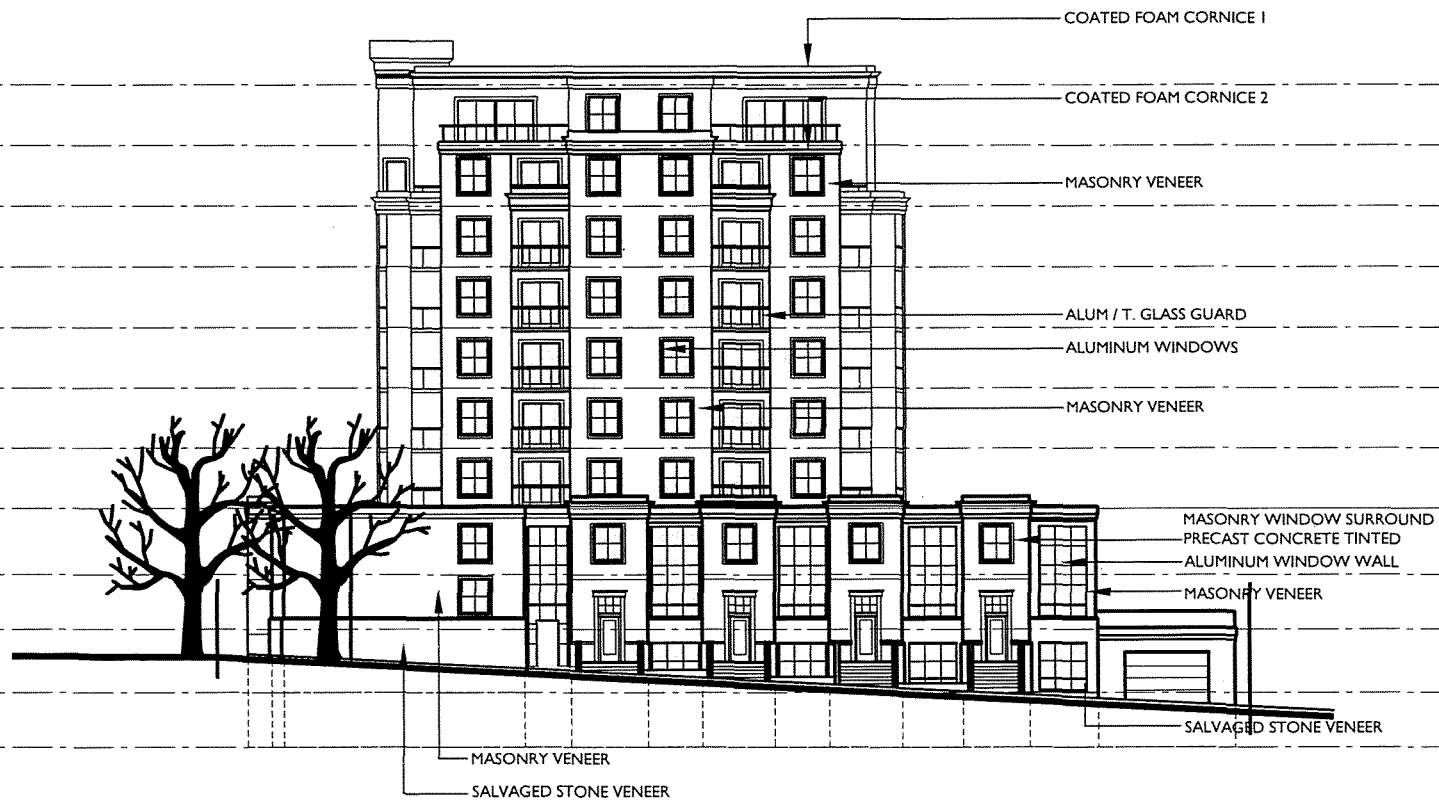 COATED FOAM CORNICE 1
COATED FOAM CORNICE 2
MASONRY VENEER
ALUM / T. GLASS GUARD
ALUMINUM WINDOWS
MASONRY VENEER
MASONRY WINDOW SURROUND
PRECAST CONCRETE TINTED
ALUMINUM WINDOW WALL
MASONRY VENEER
SALVAGED STONE VENEER
MASONRY VENEER
SALVAGED STONE VENEER